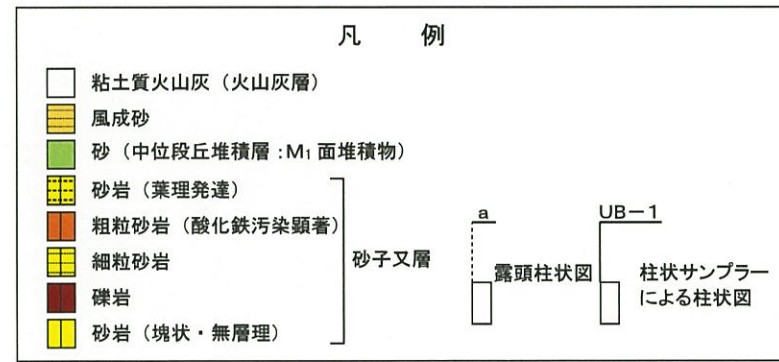 凡　例
粘土質火山灰（火山灰層）
風成砂
砂（中位段丘堆積層：M₁面堆積物）
砂岩（葉理発達）
粗粒砂岩（酸化鉄汚染顕著）
細粒砂岩
礫岩
砂岩（塊状・無層理）
砂子又層
a
露頭柱状図
UB－1
柱状サンプラー
による柱状図